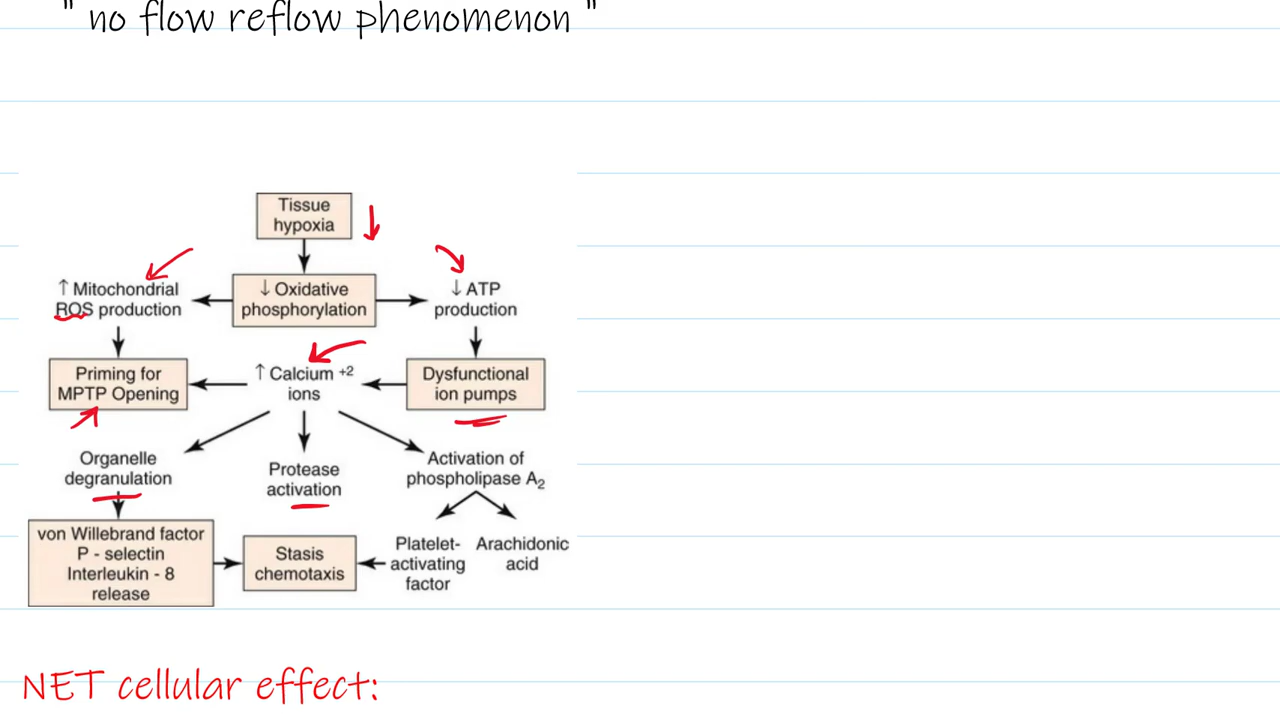 " no flow reflow phenomenon "
Tissue
hypoxia
↑ Mitochondrial
ROS production
↓ Oxidative
phosphorylation
↓ ATP
production
Priming for
MPTP Opening
↑ Calcium +2
ions
Dysfunctional
ion pumps
Organelle
degranulation
Protease
activation
Activation of
phospholipase A₂
von Willebrand factor
P - selectin
Interleukin - 8
release
Stasis
chemotaxis
Platelet-
activating
factor
Arachidonic
acid
NET cellular effect: